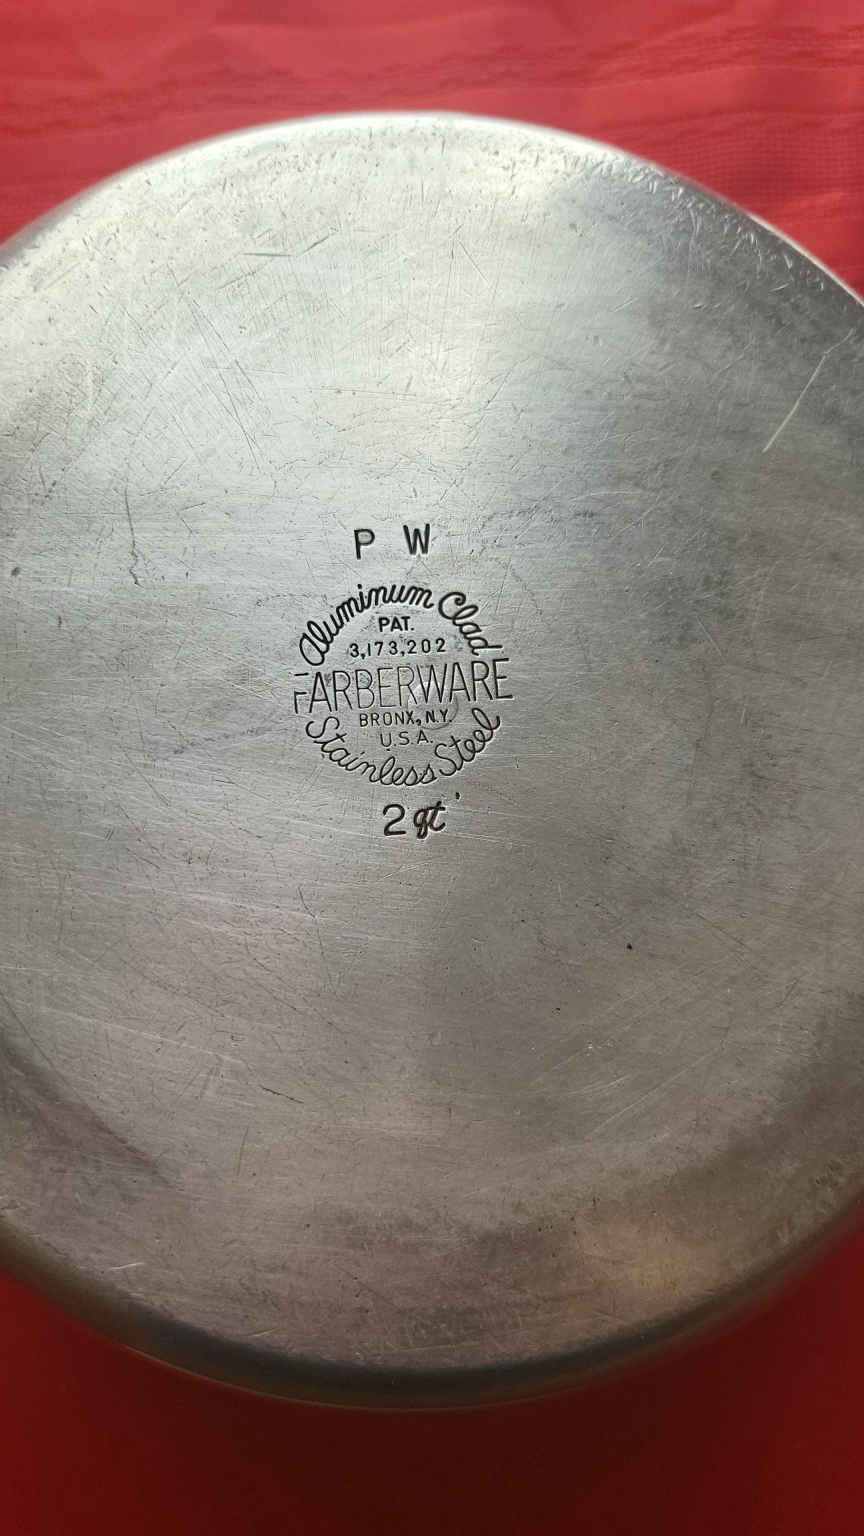 P W
Aluminum Clad
PAT.
3,173,202
FARBERWARE
BRONX, N.Y.
U.S.A.
Stainless Steel
2 qt